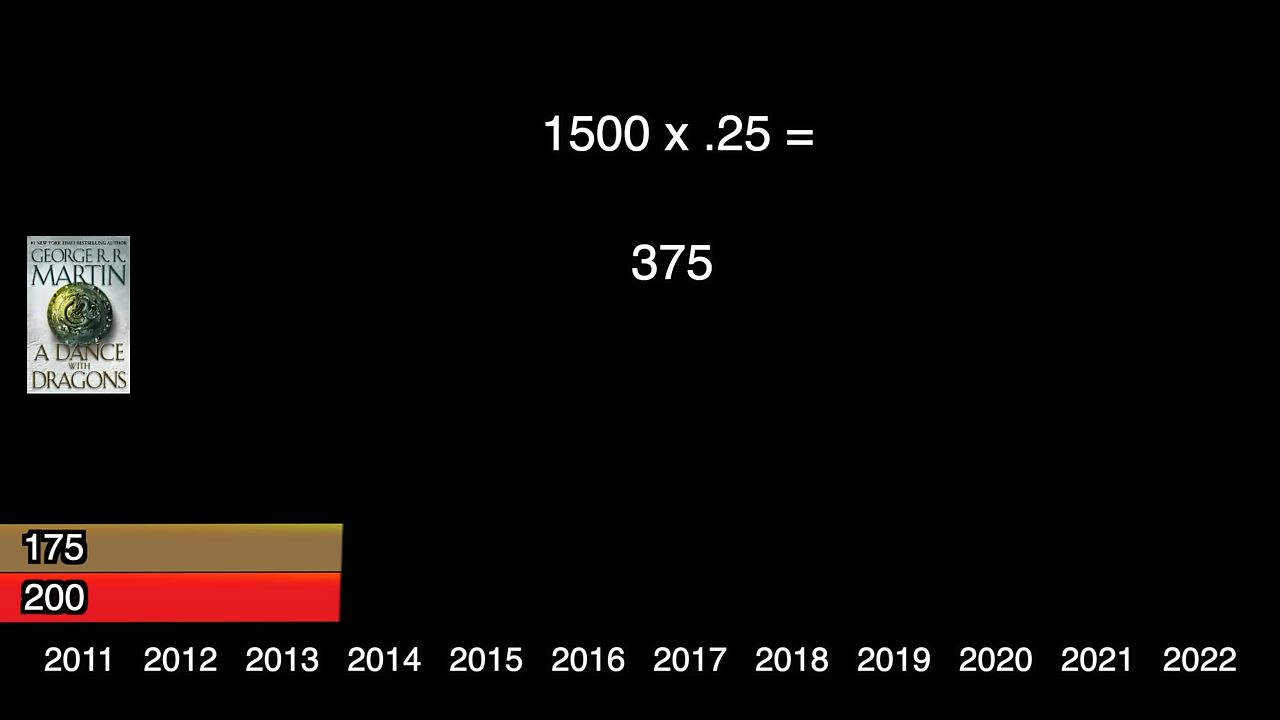 1500 x .25 =
375
#1 NEW YORK TIMES BESTSELLING AUTHOR
GEORGE R. R.
MARTIN
A DANCE
WITH
DRAGONS
175
200
2011 2012 2013 2014 2015 2016 2017 2018 2019 2020 2021 2022